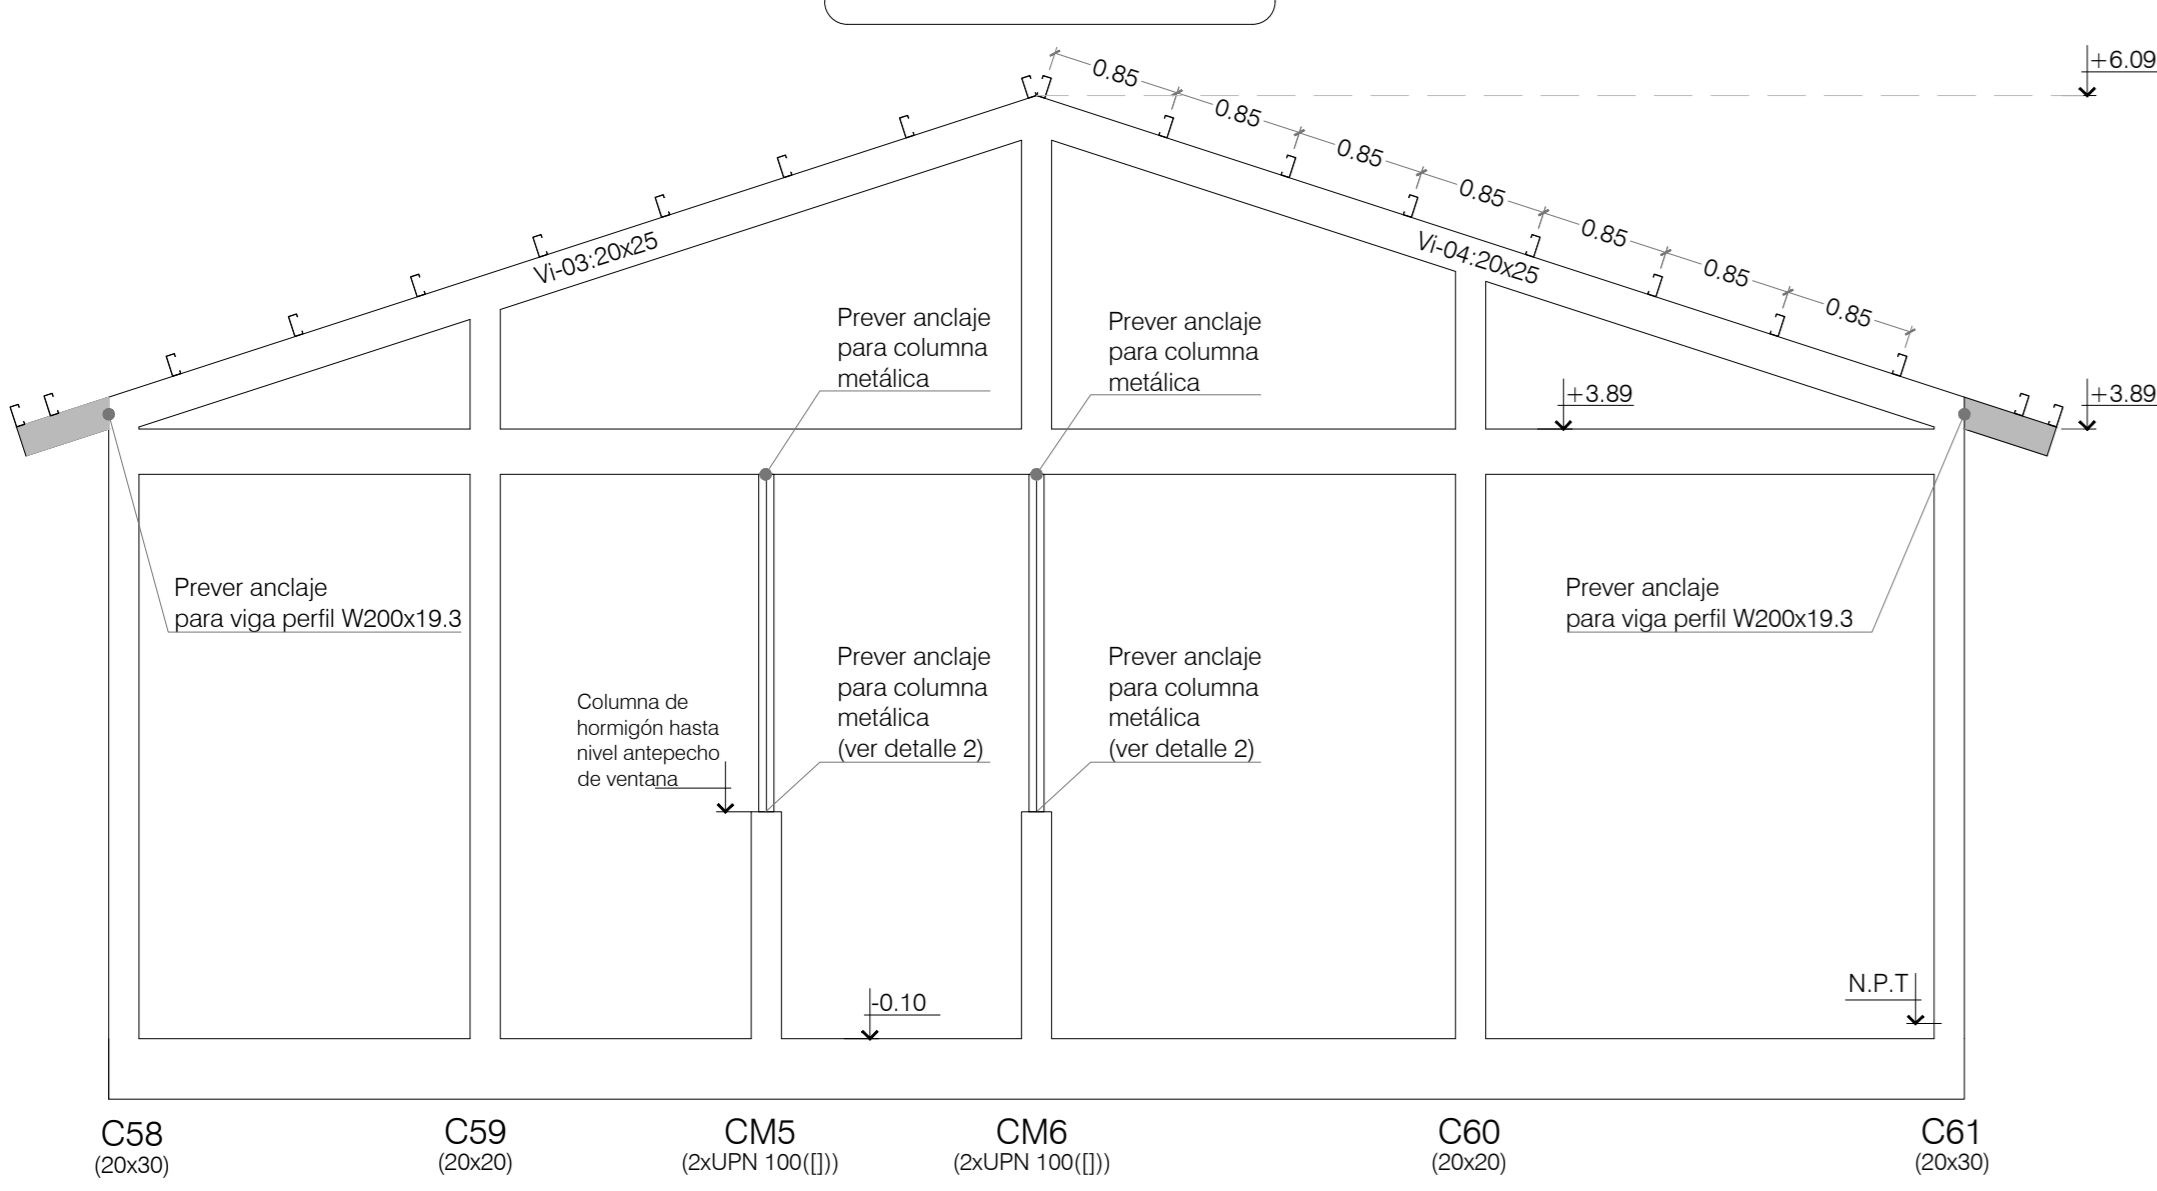 +6.09
0.85
0.85
0.85
0.85
0.85
0.85
0.85
Vi-03:20x25
Vi-04:20x25
Prever anclaje
para columna
metálica
Prever anclaje
para columna
metálica
+3.89
+3.89
Prever anclaje
para viga perfil W200x19.3
Prever anclaje
para viga perfil W200x19.3
Columna de
hormigón hasta
nivel antepecho
de ventana
Prever anclaje
para columna
metálica
(ver detalle 2)
Prever anclaje
para columna
metálica
(ver detalle 2)
-0.10
N.P.T
C58
(20x30)
C59
(20x20)
CM5
(2xUPN 100([]))
CM6
(2xUPN 100([]))
C60
(20x20)
C61
(20x30)